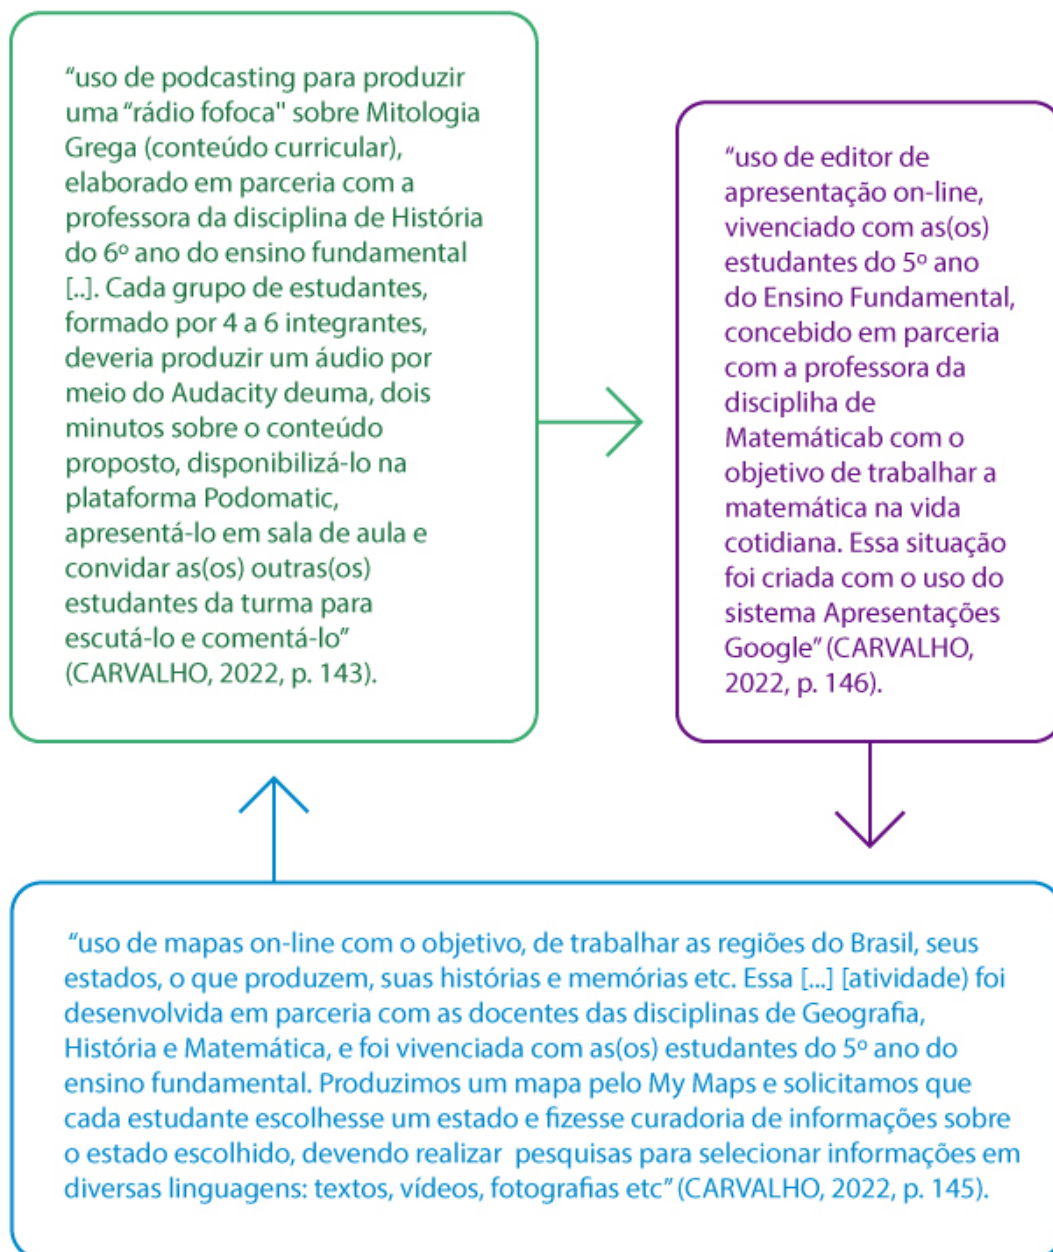 “uso de podcasting para produzir
uma “rádio fofoca" sobre Mitologia
Grega (conteúdo curricular),
elaborado em parceria com a
professora da disciplina de História
do 6º ano do ensino fundamental
[..]. Cada grupo de estudantes,
formado por 4 a 6 integrantes,
deveria produzir um áudio por
meio do Audacity deuma, dois
minutos sobre o conteúdo
proposto, disponibilizá-lo na
plataforma Podomatic,
apresentá-lo em sala de aula e
convidar as(os) outras(os)
estudantes da turma para
escutá-lo e comentá-lo”
(CARVALHO, 2022, p. 143).
“uso de editor de
apresentação on-line,
vivenciado com as(os)
estudantes do 5º ano
do Ensino Fundamental,
concebido em parceria
com a professora da
discipliha de
Matemáticab com o
objetivo de trabalhar a
matemática na vida
cotidiana. Essa situação
foi criada com o uso do
sistema Apresentações
Google” (CARVALHO,
2022, p. 146).
“uso de mapas on-line com o objetivo, de trabalhar as regiões do Brasil, seus
estados, o que produzem, suas histórias e memórias etc. Essa [...] [atividade) foi
desenvolvida em parceria com as docentes das disciplinas de Geografia,
História e Matemática, e foi vivenciada com as(os) estudantes do 5º ano do
ensino fundamental. Produzimos um mapa pelo My Maps e solicitamos que
cada estudante escolhesse um estado e fizesse curadoria de informações sobre
o estado escolhido, devendo realizar  pesquisas para selecionar informações em
diversas linguagens: textos, vídeos, fotografias etc” (CARVALHO, 2022, p. 145).